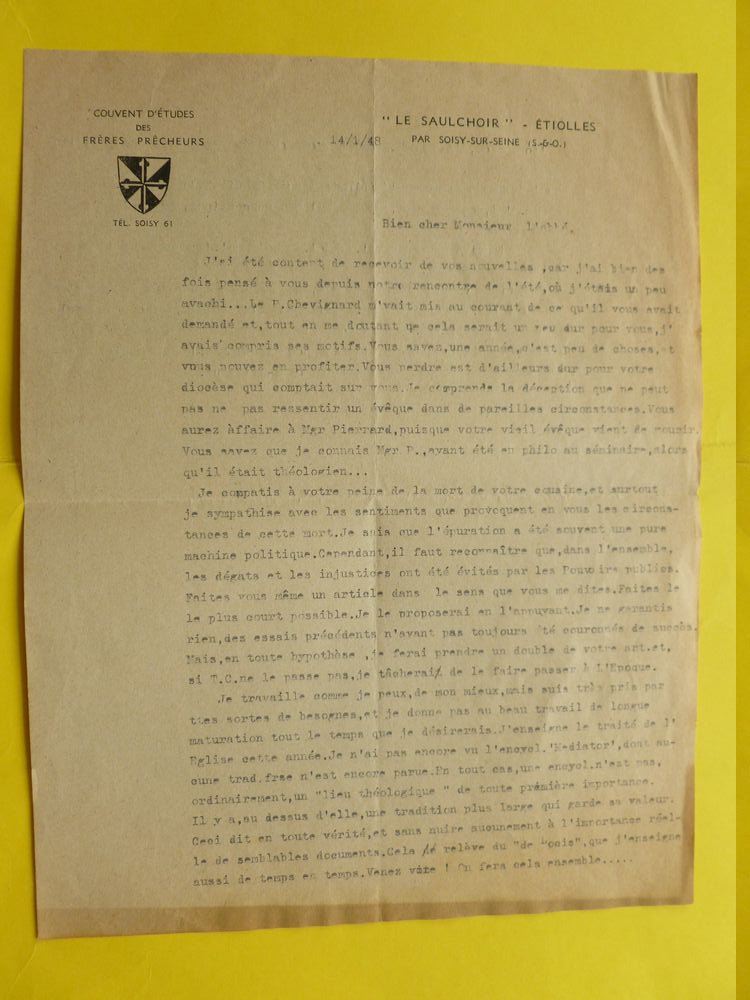 COUVENT D'ÉTUDES
DES
FRÈRES PRÊCHEURS
TÉL. SOISY 61
" LE SAULCHOIR " - ÉTIOLLES
PAR SOISY-SUR-SEINE (S.-&-O.)
14/1/48
Bien cher Monsieur l'abbé,
J'ai été content de recevoir de vos nouvelles ,car j'ai bien des
fois pensé à vous depuis notre rencontre de l'été,où j'étais un peu
avachi...Le P.Chevignard m'vait mis au courant de ce qu'il vous avait
demandé et,tout en me doutant qe cela serait un peu dur pour vous,j'
avais compris ses motifs.Vous savez,une année,c'est peu de choses,et
vous pouvez en profiter.Vous perdre est d'ailleurs dur pour votre
diocèse qui comptait sur vous.Je comprends la déception que ne peut
pas ne pas ressentir un évêque dans de pareilles circonstances.Vous
aurez àffaire à Mgr Pierrard,puisque votre vieil évêque vient de mourir.
Vous savez que je connais Mgr P.,ayant été en philo au séminaire,alors
qu'il était théologien...
Je compatis à votre peine de la mort de votre cousine,et surtout
je sympathise avec les sentiments que provoquent en vous les circons-
tances de cette mort.Je sais que l'épuration a été souvent une pure
machine politique.Cependant,il faut reconnaître que,dans l'ensemble,
les dégats et les injustices ont été évités par les Pouvoirs publics.
Faites vous même un article dans le sens que vous me dites.Faites le
le plus court possible.Je le proposerai en l'appuyant.Je ne garantis
rien,des essais précédents n'ayant pas toujours été couronnés de succès.
Mais,en toute hypothèse ,je ferai prendre un double de votre art.et,
si T.C.ne le passe pas,je tâcherai de le faire passer à L'Epoque.
Je travaille comme je peux,de mon mieux,mais suis très pris par
ttes sortes de besognes,et je donne pas au beau travail de longue
maturation tout le temps que je désirerais.J'enseigne le traité de l'
Eglise cette année.Je n'ai pas encore vu l'encycl.'Mediator',dont au-
cune trad.frse n'est encore parue.En tout cas,une encycl.n'est pas,
ordinairement,un "lieu théologique " de toute prémière importance.
Il y a,au dessus d'elle,une tradition plus large qui garde sa valeur.
Ceci dit en toute vérité,et sans nuire aucunement à l'importance réel-
le de semblables documents.Cela relève du "de Locis",que j'enseigne
aussi de temps en temps.Venez vite ! On fera cela ensemble.....